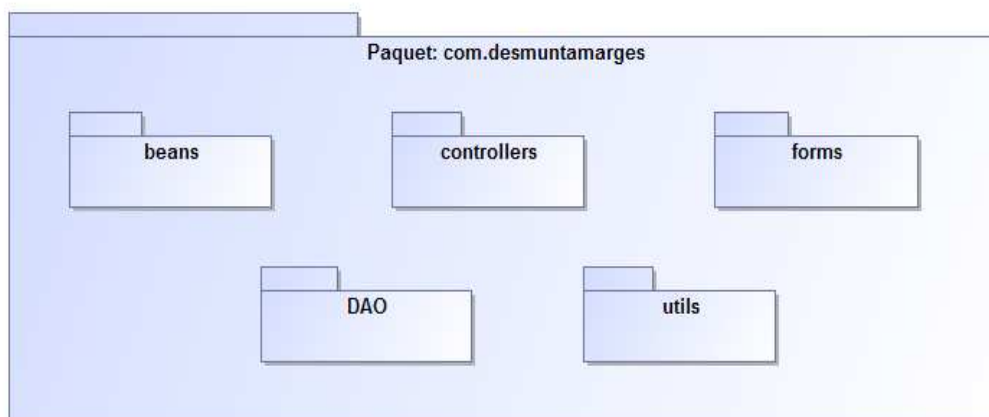 Paquet: com.desmuntamarges
beans
controllers
forms
DAO
utils